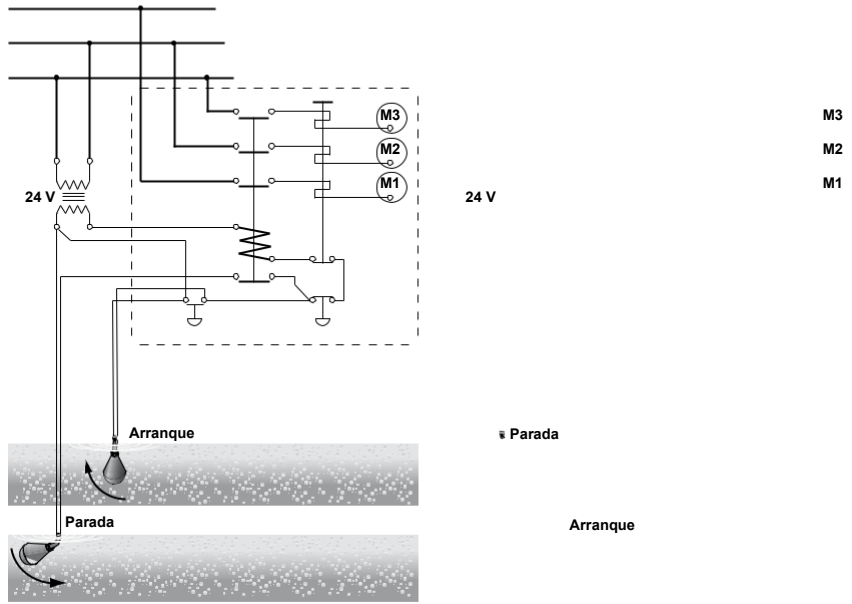 M3 M3
M2 M2
M1 M1
24 V 24 V
Arranque Parada
Parada Arranque